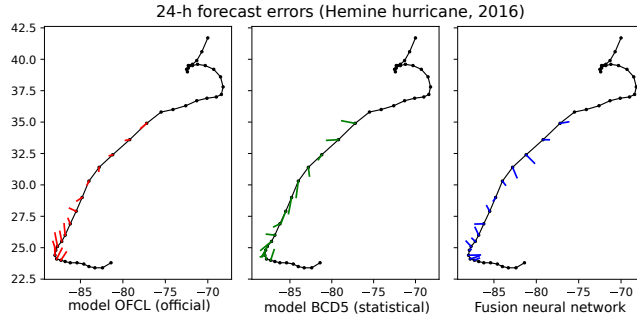 24-h forecast errors (Hemine hurricane, 2016)
42.5
40.0
37.5
35.0
32.5
30.0
27.5
25.0
22.5
−85 −80 −75 −70
−85 −80 −75 −70
−85 −80 −75 −70
model OFCL (official)
model BCD5 (statistical)
Fusion neural network